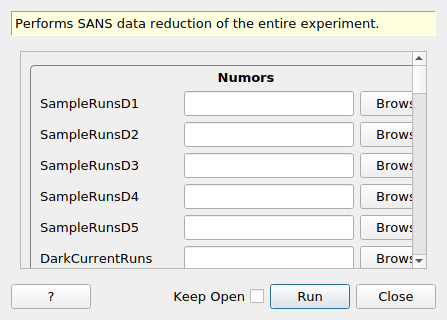 Performs SANS data reduction of the entire experiment.
Numors
SampleRunsD1 Brows
SampleRunsD2 Brows
SampleRunsD3 Brows
SampleRunsD4 Brows
SampleRunsD5 Brows
DarkCurrentRuns Brows
? Keep Open Run Close